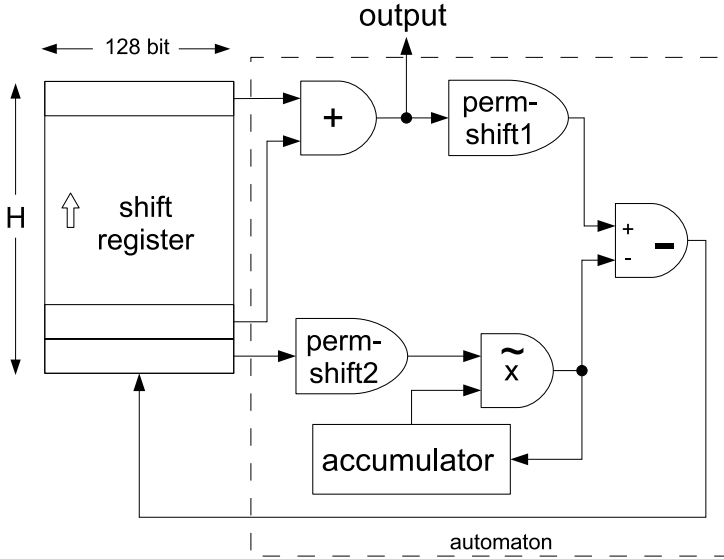 output
128 bit
+
perm-
shift1
H
shift
register
+
-
-
perm-
shift2
~
x
accumulator
automaton